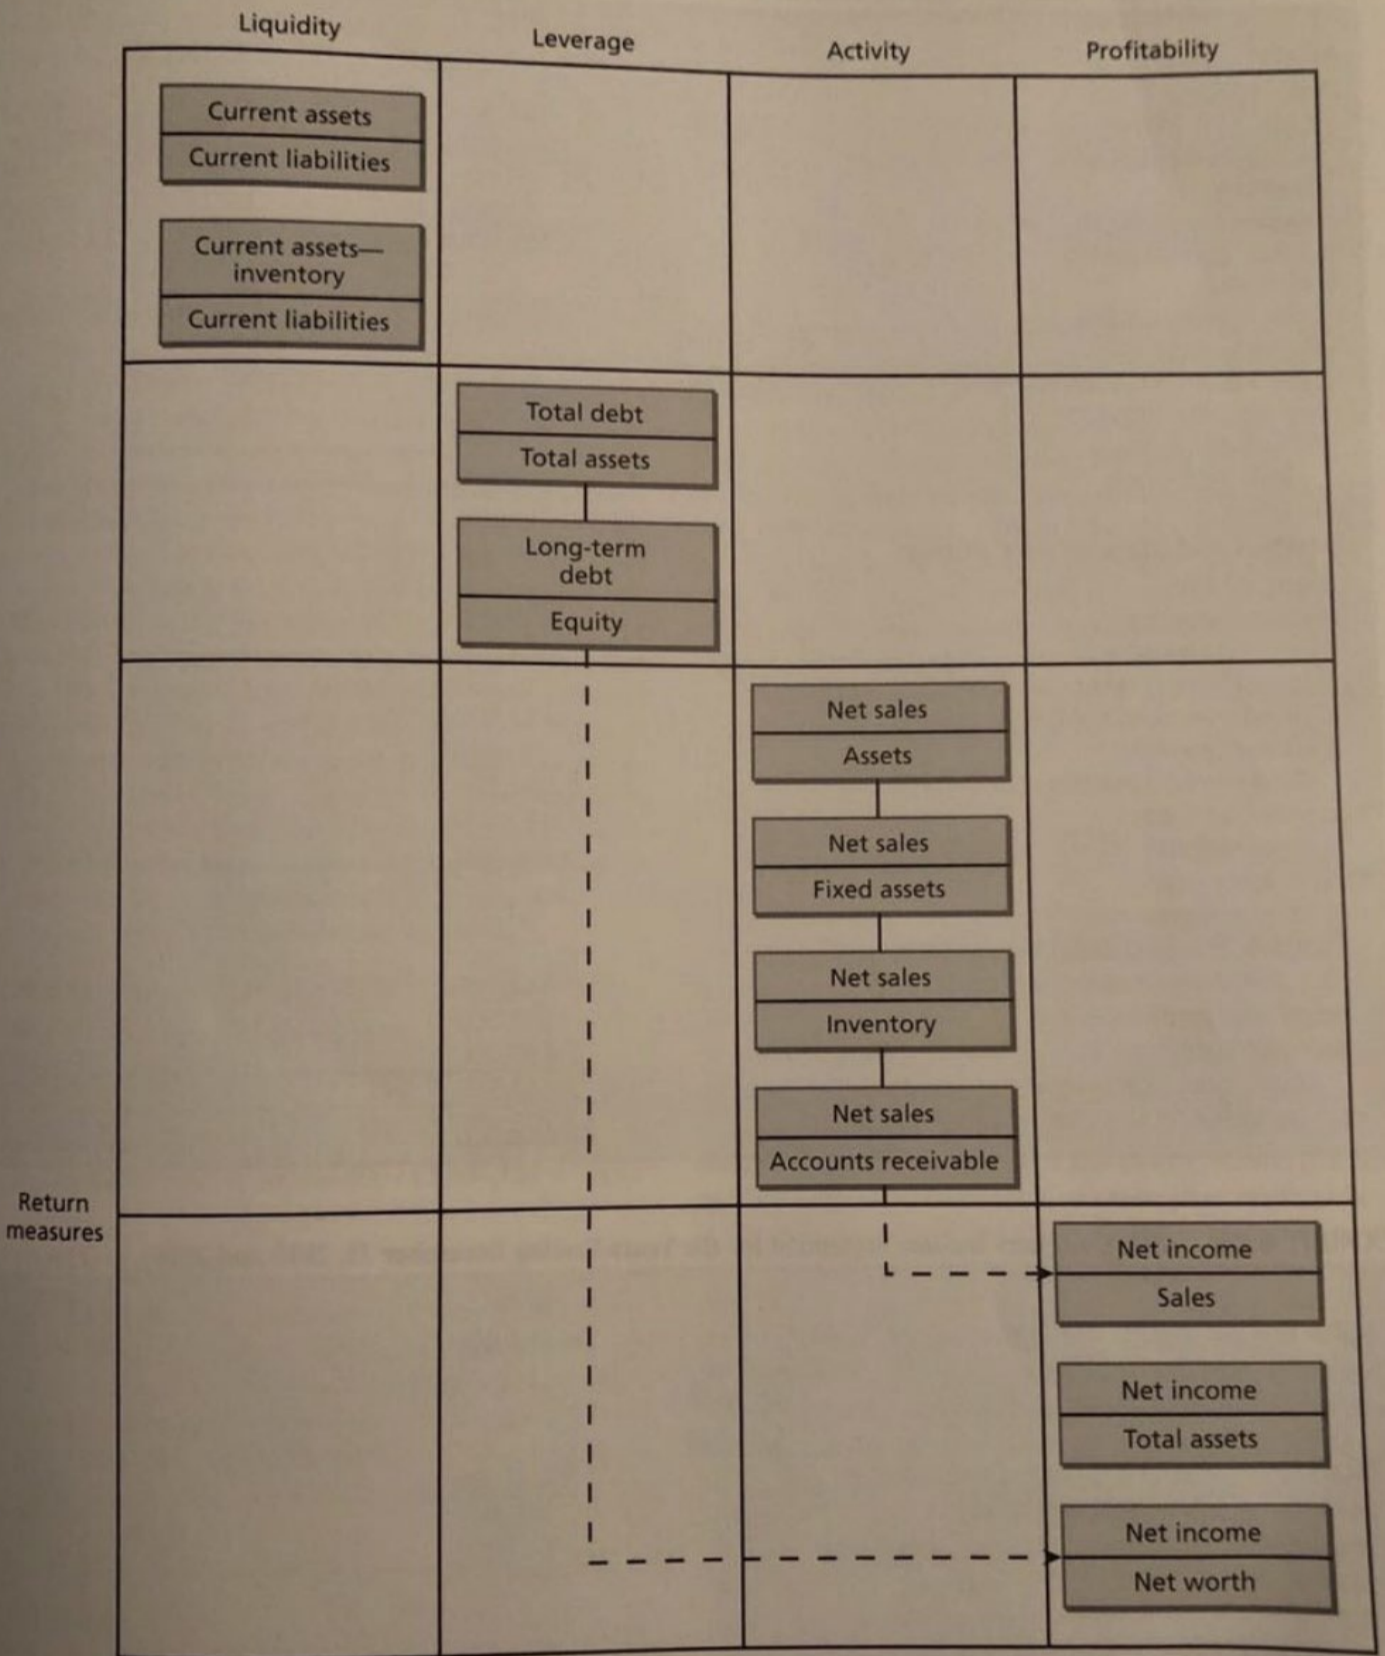 Liquidity
Leverage
Activity
Profitability
Current assets
Current liabilities
Current assets—
inventory
Current liabilities
Total debt
Total assets
Long-term
debt
Equity
Net sales
Assets
Net sales
Fixed assets
Net sales
Inventory
Net sales
Accounts receivable
Return
measures
Net income
Sales
Net income
Total assets
Net income
Net worth